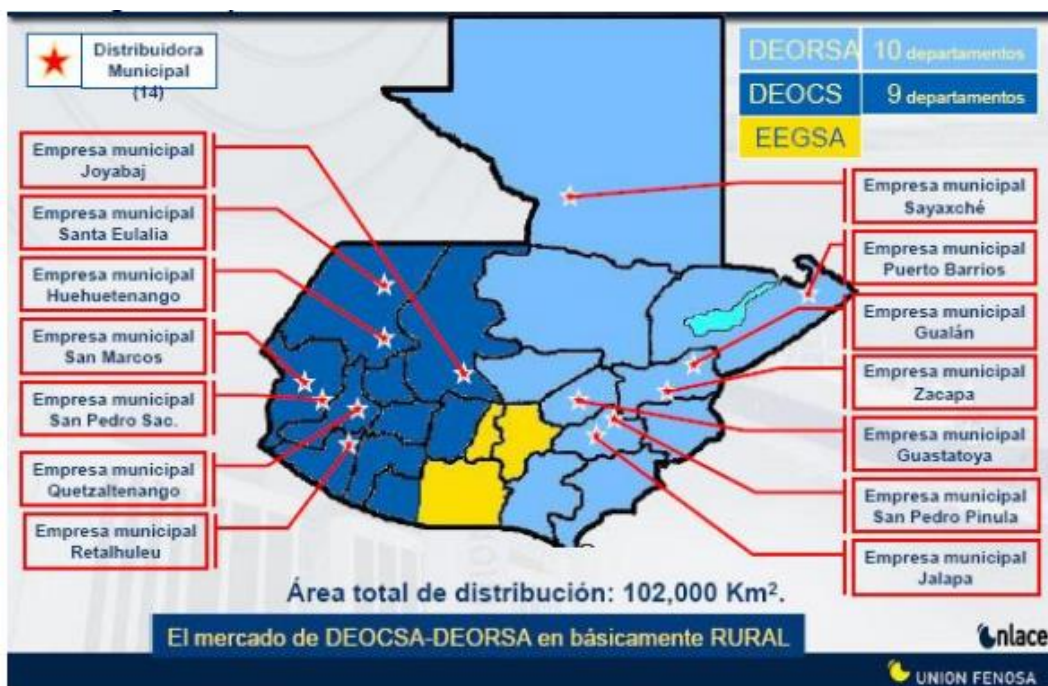 Distribuidora
Municipal
(14)
DEORSA 10 departamentos
DEOCS 9 departamentos
EEGSA
Empresa municipal
Joyabaj
Empresa municipal
Santa Eulalia
Empresa municipal
Huehuetenango
Empresa municipal
San Marcos
Empresa municipal
San Pedro Sac.
Empresa municipal
Quetzaltenango
Empresa municipal
Retalhuleu
Empresa municipal
Sayaxché
Empresa municipal
Puerto Barrios
Empresa municipal
Gualán
Empresa municipal
Zacapa
Empresa municipal
Guastatoya
Empresa municipal
San Pedro Pinula
Empresa municipal
Jalapa
Área total de distribución: 102,000 Km².
El mercado de DEOCSA-DEORSA en básicamente RURAL
Enlace
UNION FENOSA